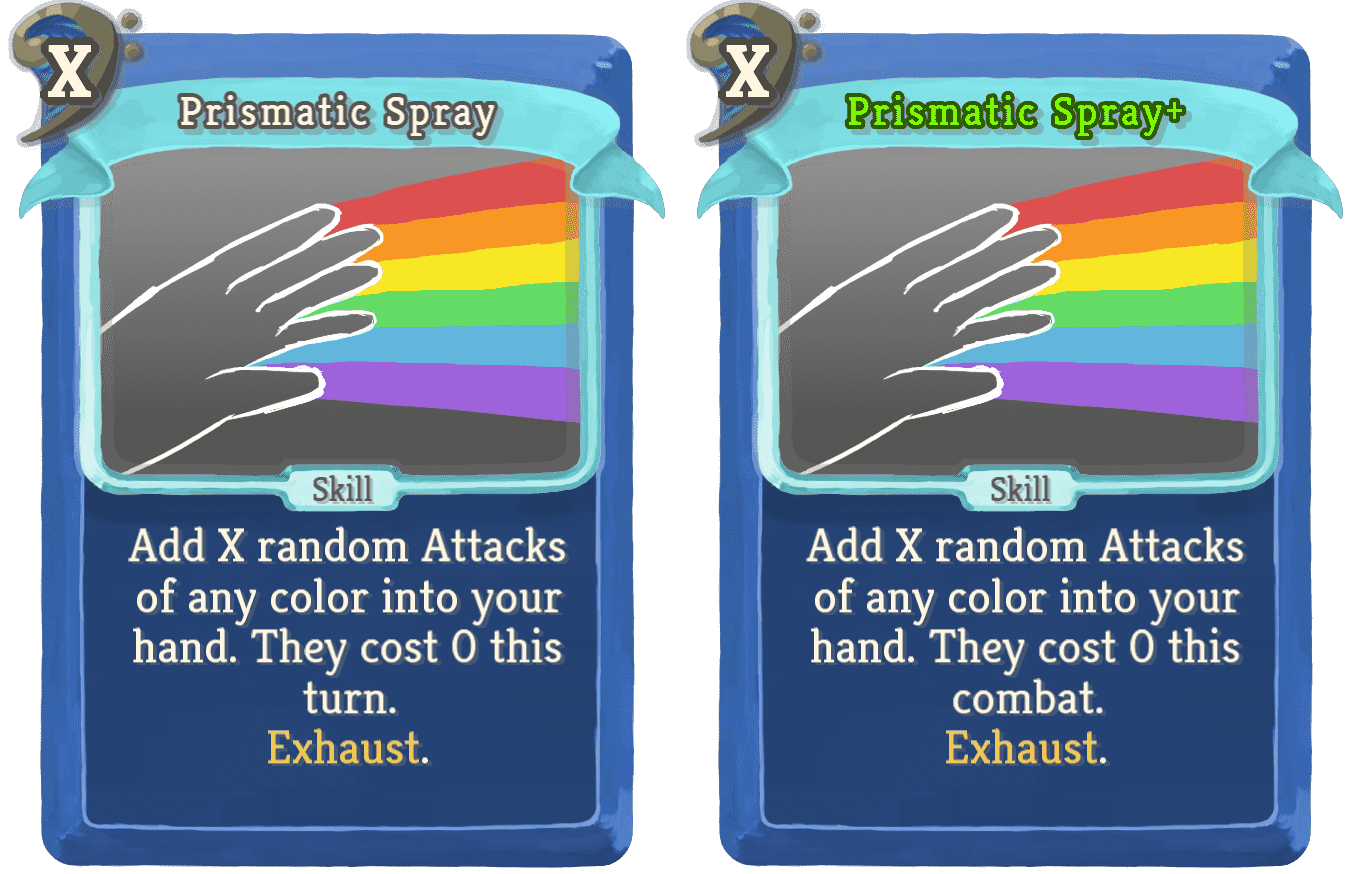 X
Prismatic Spray
Skill
Add X random Attacks
of any color into your
hand. They cost 0 this
turn.
Exhaust.
X
Prismatic Spray+
Skill
Add X random Attacks
of any color into your
hand. They cost 0 this
combat.
Exhaust.